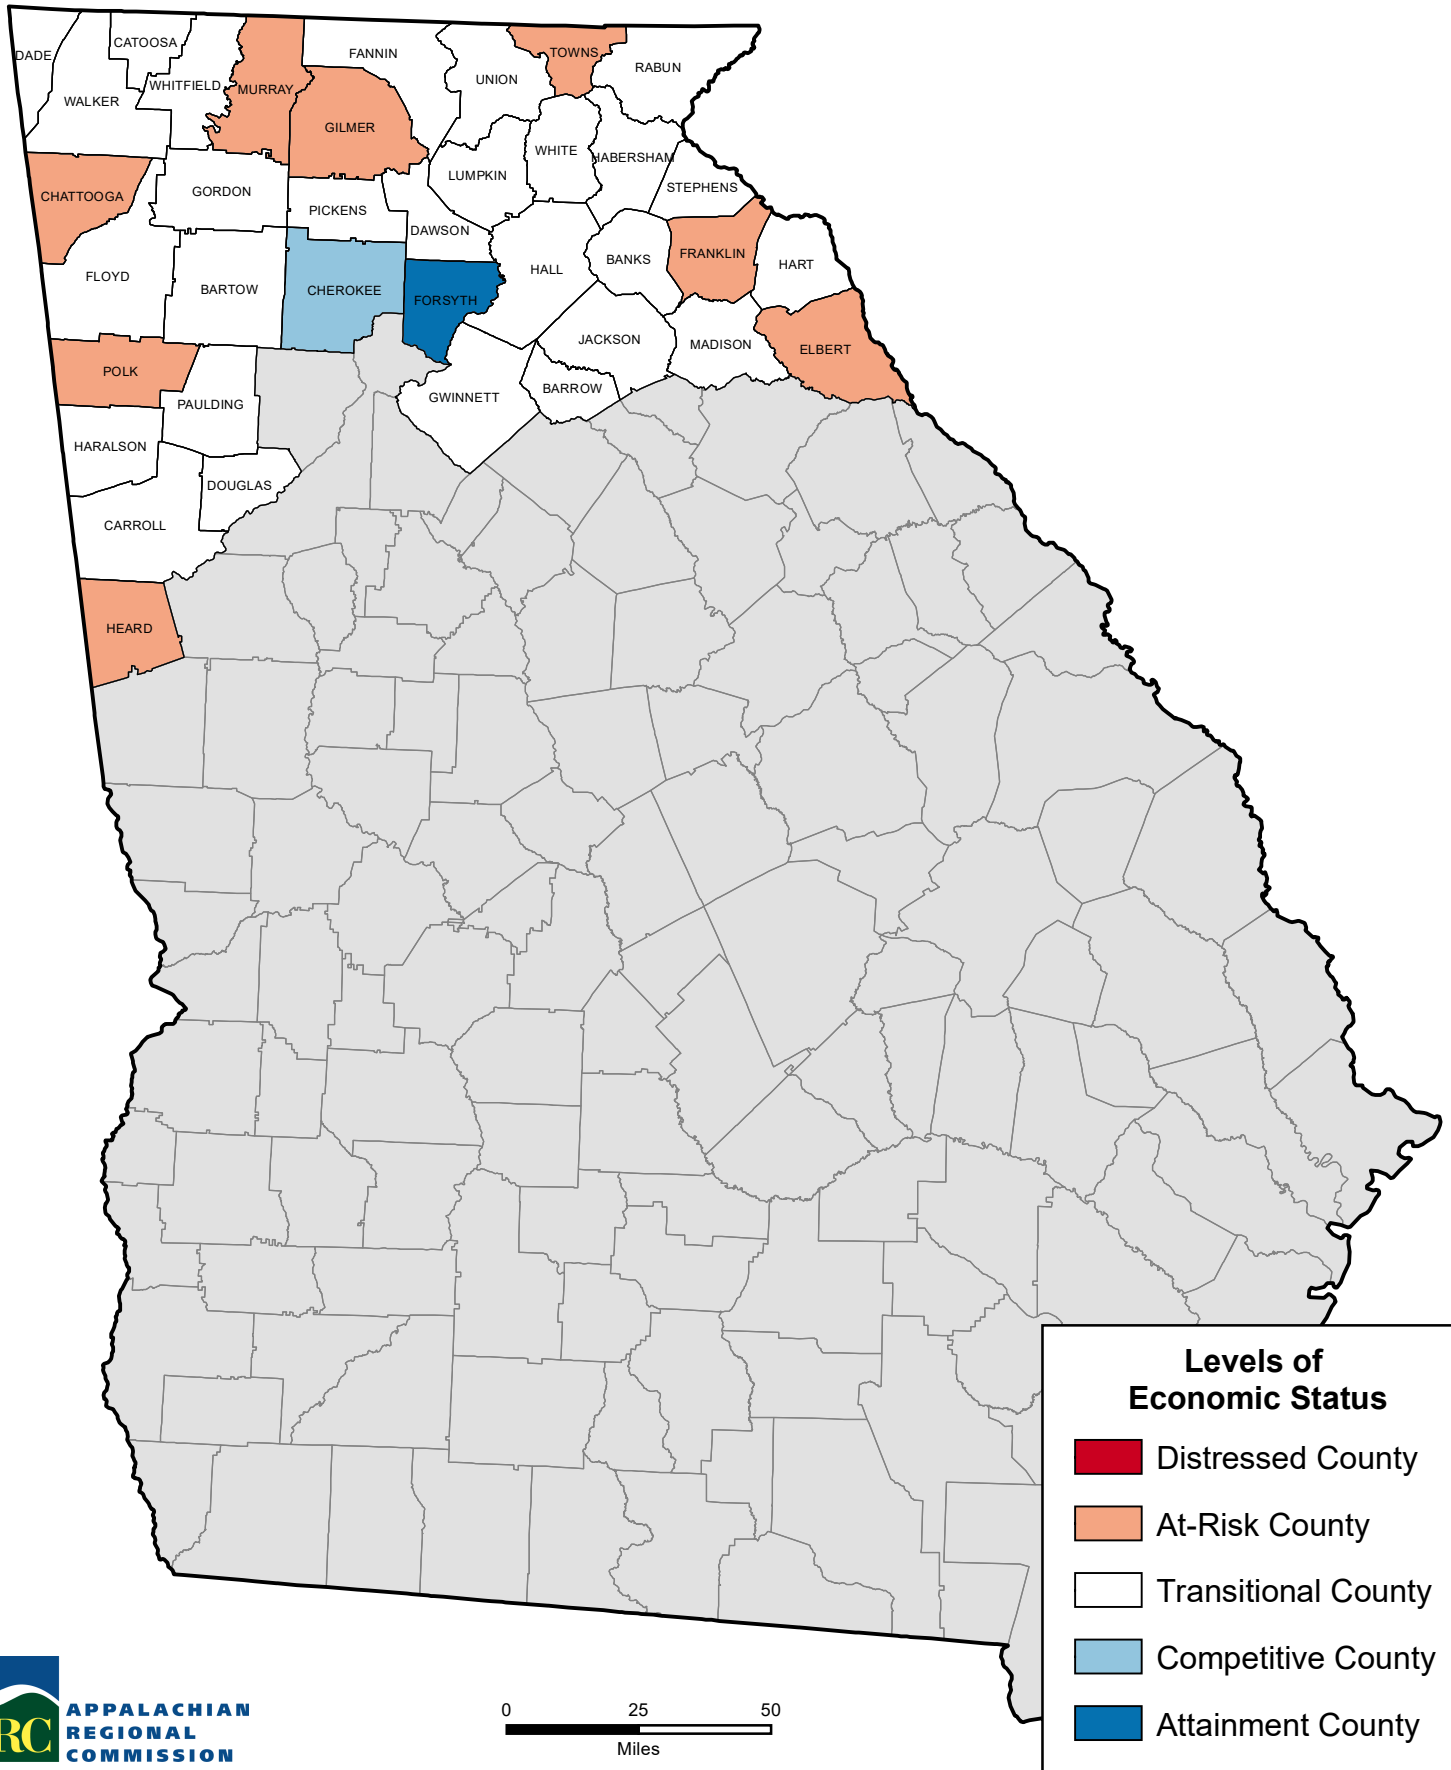 DADE
CATOOSA
FANNIN
TOWNS
RABUN
WALKER
WHITFIELD
MURRAY
UNION
GILMER
WHITE
HABERSHAM
LUMPKIN
STEPHENS
CHATTOOGA
GORDON
PICKENS
DAWSON
FLOYD
BARTOW
CHEROKEE
FORSYTH
HALL
BANKS
FRANKLIN
HART
JACKSON
MADISON
ELBERT
POLK
PAULDING
GWINNETT
BARROW
HARALSON
DOUGLAS
CARROLL
HEARD
Levels of
Economic Status
Distressed County
At-Risk County
Transitional County
Competitive County
Attainment County
RC
APPALACHIAN
REGIONAL
COMMISSION
0 25 50
Miles